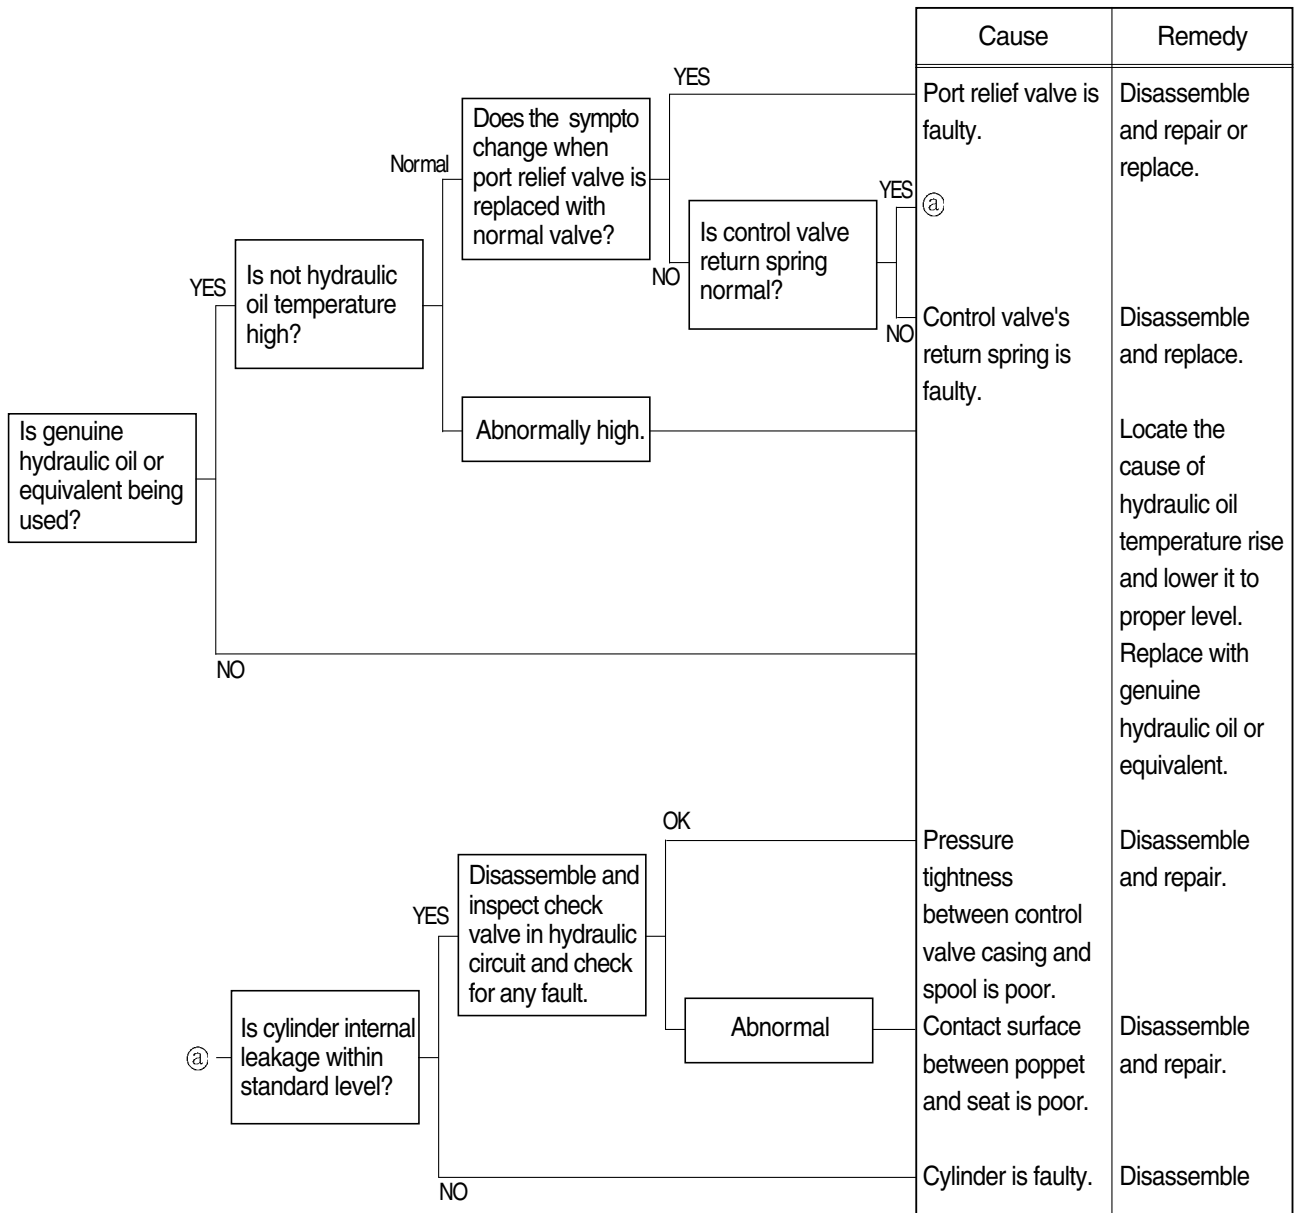 Cause
Remedy
YES
Port relief valve is
faulty.
Disassemble
and repair or
replace.
Does the sympto
change when
port relief valve is
replaced with
normal valve?
Normal
YES
ⓐ
Is control valve
return spring
normal?
NO
NO
Control valve's
return spring is
faulty.
Disassemble
and replace.
YES
Is not hydraulic
oil temperature
high?
Abnormally high.
Locate the
cause of
hydraulic oil
temperature rise
and lower it to
proper level.
Is genuine
hydraulic oil or
equivalent being
used?
NO
Replace with
genuine
hydraulic oil or
equivalent.
OK
Pressure
tightness
between control
valve casing and
spool is poor.
Disassemble
and repair.
YES
Disassemble and
inspect check
valve in hydraulic
circuit and check
for any fault.
Abnormal
Contact surface
between poppet
and seat is poor.
Disassemble
and repair.
ⓐ
Is cylinder internal
leakage within
standard level?
NO
Cylinder is faulty.
Disassemble